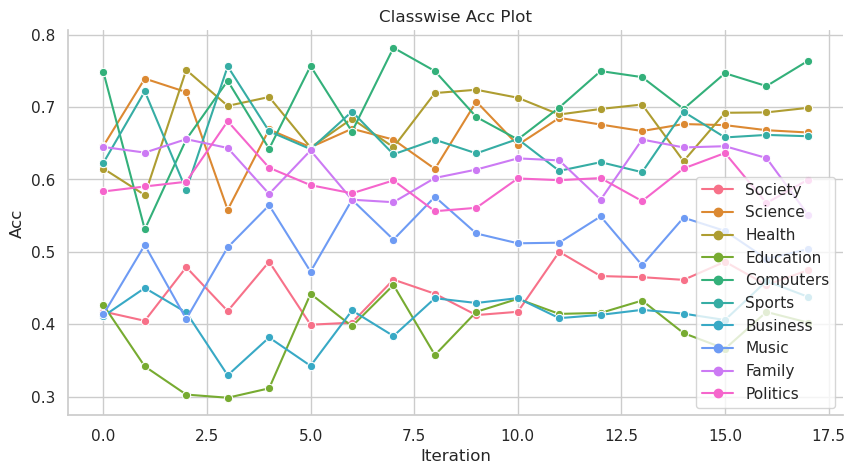 Classwise Acc Plot
0.8
0.7
0.6
0.5
0.4
0.3
Acc
0.0
2.5
5.0
7.5
10.0
12.5
15.0
17.5
Iteration
Society
Science
Health
Education
Computers
Sports
Business
Music
Family
Politics